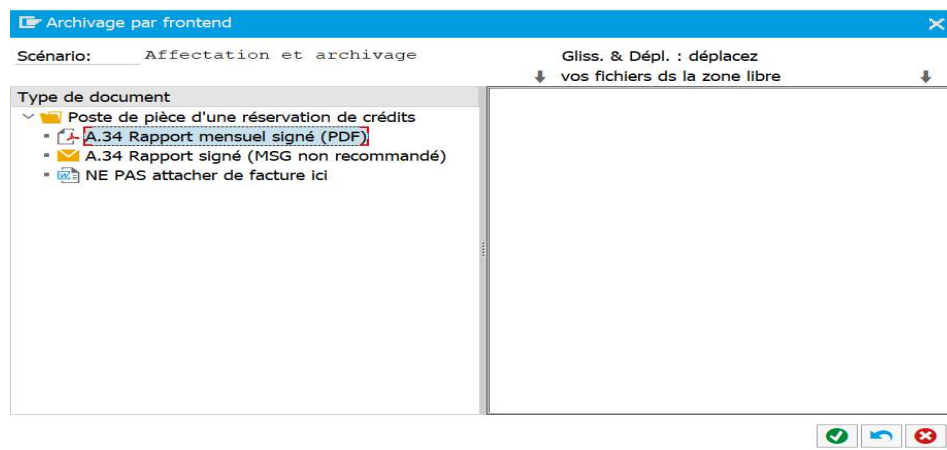 Archivage par frontend
Scénario: Affectation et archivage
Gliss. & Dépl. : déplacez
vos fichiers ds la zone libre
Type de document
Poste de pièce d'une réservation de crédits
A.34 Rapport mensuel signé (PDF)
A.34 Rapport signé (MSG non recommandé)
NE PAS attacher de facture ici